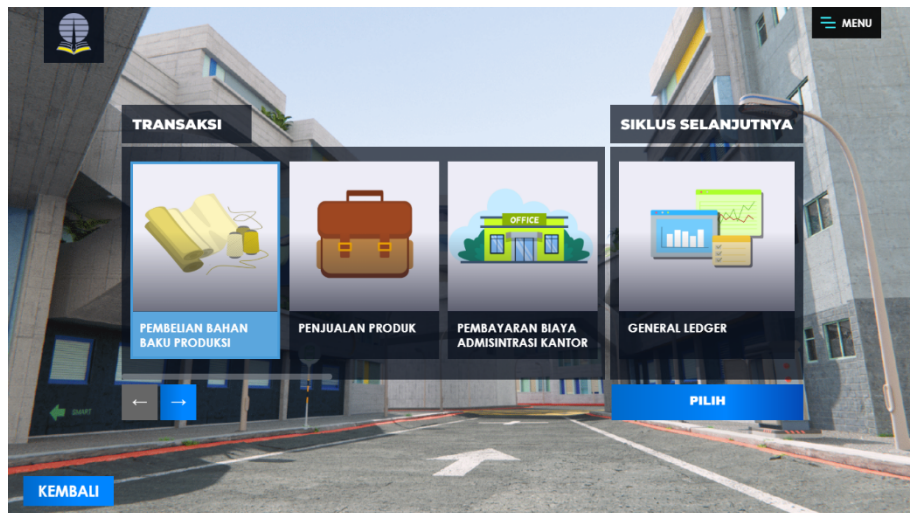 MENU
TRANSAKSI
SIKLUS SELANJUTNYA
OFFICE
PEMBELIAN BAHAN
BAKU PRODUKSI
PENJUALAN PRODUK
PEMBAYARAN BIAYA
ADMISINTRASI KANTOR
GENERAL LEDGER
← →
PILIH
KEMBALI